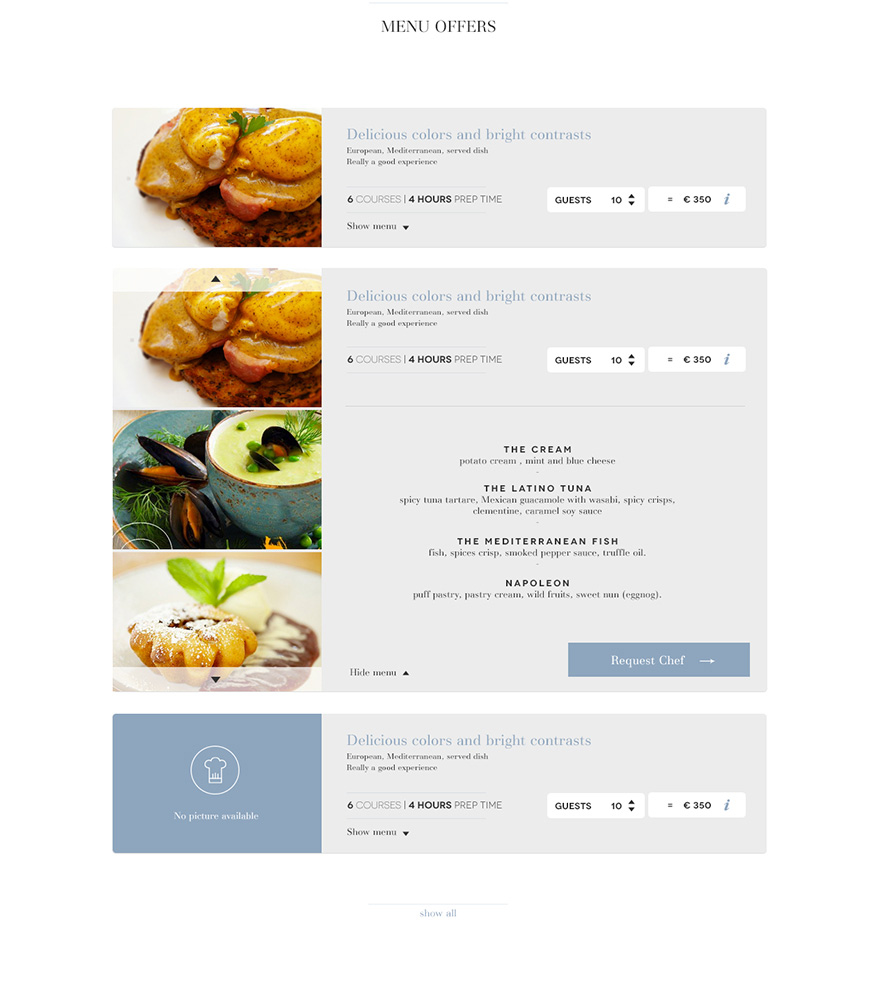 MENU OFFERS
Delicious colors and bright contrasts
European, Mediterranean, served dish
Really a good experience
6 COURSES | 4 HOURS PREP TIME
GUESTS 10
= € 350 i
Show menu
Delicious colors and bright contrasts
European, Mediterranean, served dish
Really a good experience
6 COURSES | 4 HOURS PREP TIME
GUESTS 10
= € 350 i
THE CREAM
potato cream , mint and blue cheese
-
THE LATINO TUNA
spicy tuna tartare, Mexican guacamole with wasabi, spicy crisps,
clementine, caramel soy sauce
-
THE MEDITERRANEAN FISH
fish, spices crisp, smoked pepper sauce, truffle oil.
-
NAPOLEON
puff pastry, pastry cream, wild fruits, sweet nun (eggnog).
Hide menu
Request Chef →
No picture available
Delicious colors and bright contrasts
European, Mediterranean, served dish
Really a good experience
6 COURSES | 4 HOURS PREP TIME
GUESTS 10
= € 350 i
Show menu
show all